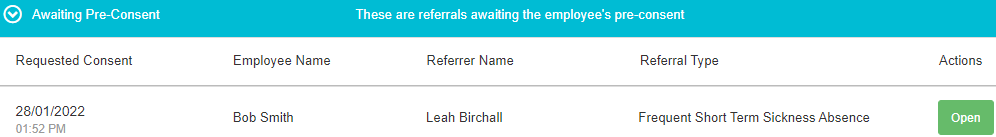 Awaiting Pre-Consent These are referrals awaiting the employee's pre-consent
Requested Consent Employee Name Referrer Name Referral Type Actions
28/01/2022
01:52 PM
Bob Smith Leah Birchall Frequent Short Term Sickness Absence Open